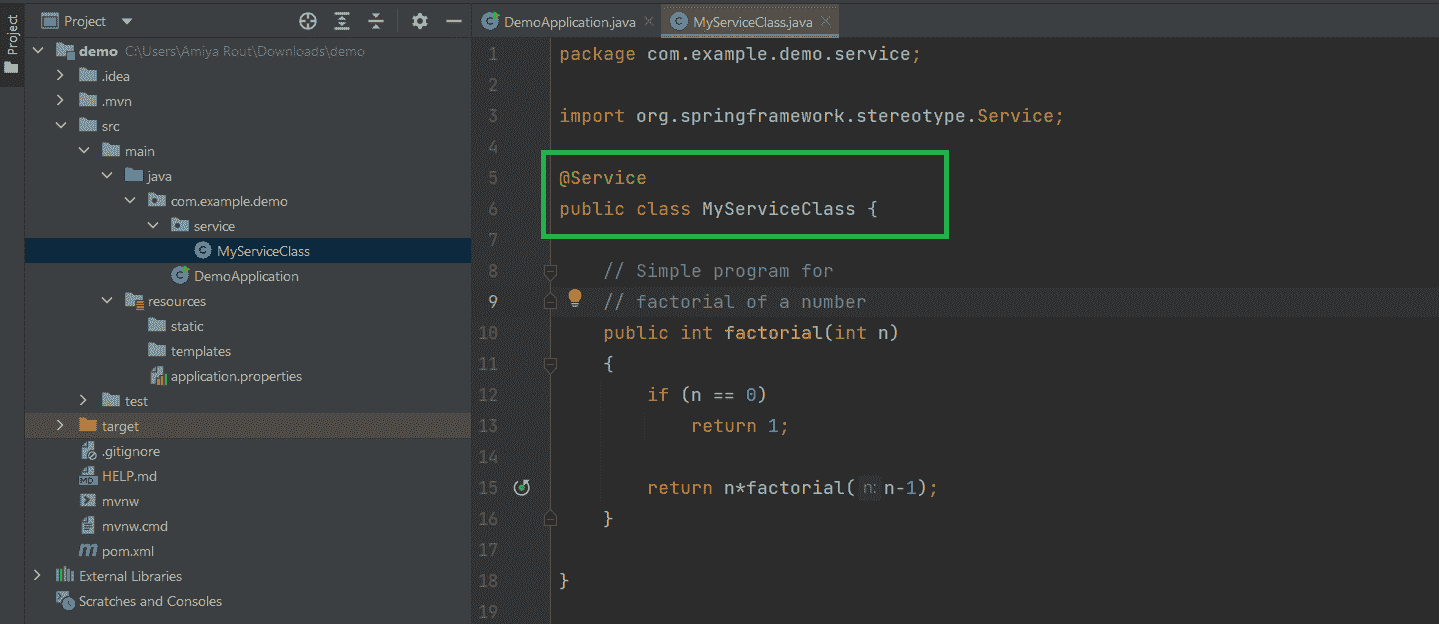 Project
Project
demo C:\Users\Amiya Rout\Downloads\demo
.idea
.mvn
src
main
java
com.example.demo
service
MyServiceClass
DemoApplication
resources
static
templates
application.properties
test
target
.gitignore
MD HELP.md
mvnw
mvnw.cmd
m pom.xml
External Libraries
Scratches and Consoles
C DemoApplication.java C MyServiceClass.java
1 package com.example.demo.service;
2
3 import org.springframework.stereotype.Service;
4
5 @Service
6 public class MyServiceClass {
7
8 // Simple program for
9 // factorial of a number
10 public int factorial(int n)
11 {
12 if (n == 0)
13 return 1;
14
15 return n*factorial( n: n-1);
16 }
17
18 }
19